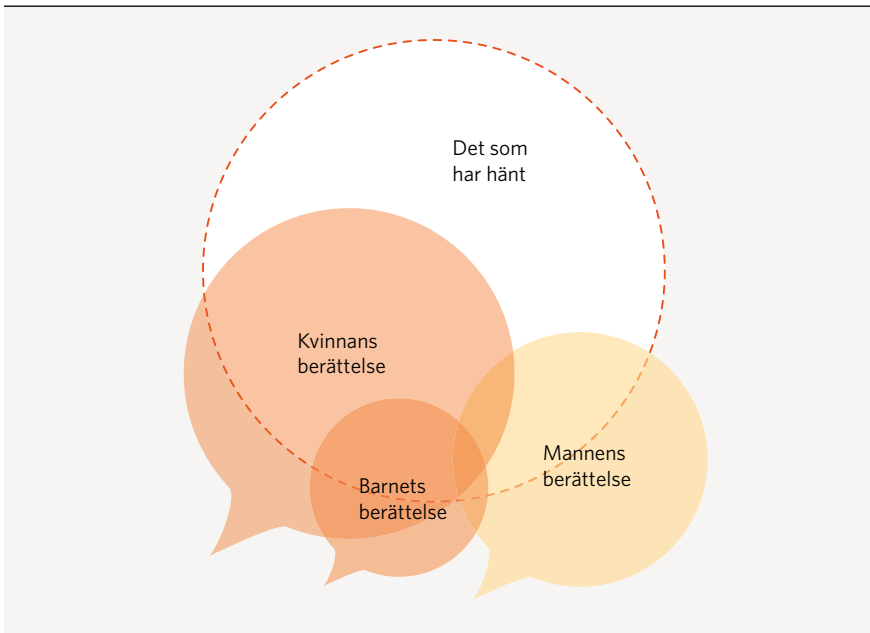 Det som
har hänt
Kvinnans
berättelse
Mannens
berättelse
Barnets
berättelse